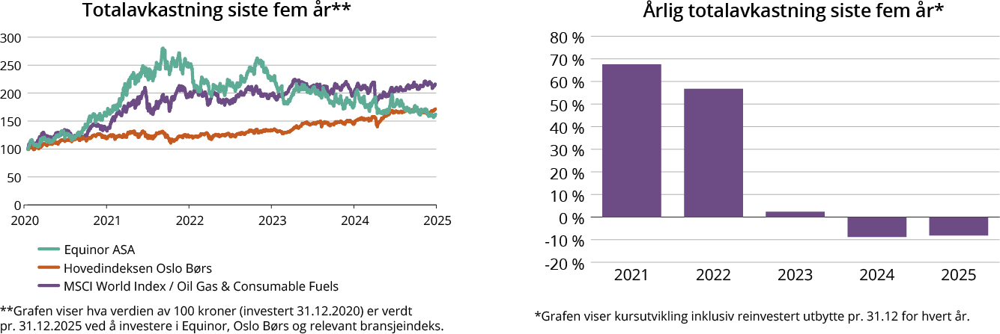 Totalavkastning siste fem år**
300
250
200
150
100
50
0
2020 2021 2022 2023 2024 2025
Equinor ASA
Hovedindeksen Oslo Børs
MSCI World Index / Oil Gas & Consumable Fuels
**Grafen viser hva verdien av 100 kroner (investert 31.12.2020) er verdt
pr. 31.12.2025 ved å investere i Equinor, Oslo Børs og relevant bransjeindeks.
Årlig totalavkastning siste fem år*
80 %
70 %
60 %
50 %
40 %
30 %
20 %
10 %
0 %
-10 %
-20 %
2021 2022 2023 2024 2025
*Grafen viser kursutvikling inklusiv reinvestert utbytte pr. 31.12 for hvert år.